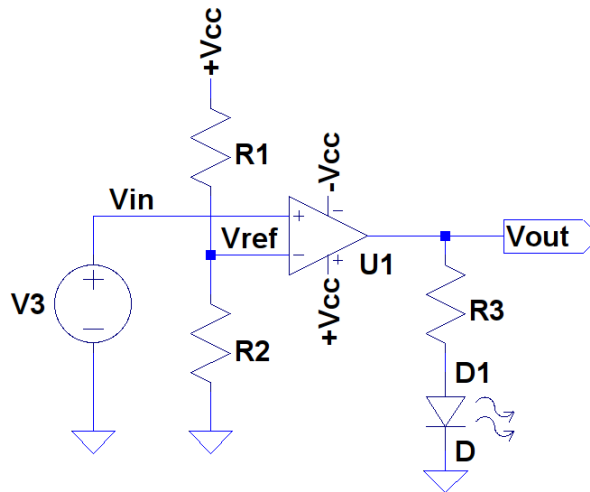 +Vcc
R1
Vin
-Vcc
Vref
Vout
U1
V3
+Vcc
R3
R2
D1
D